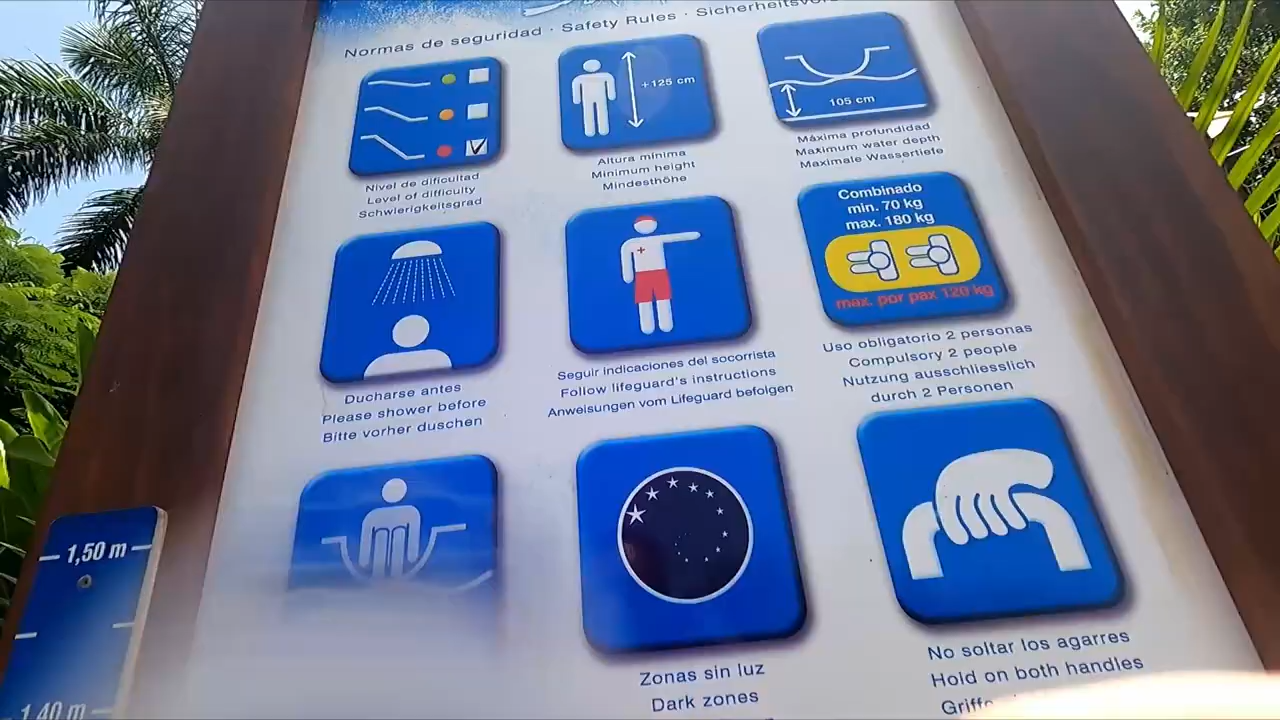 Normas de seguridad · Safety Rules ·
+125 cm
105 cm
Nivel de dificultad
Level of difficulty
Schwierigkeitsgrad
Altura mínima
Minimum height
Mindesthöhe
Máxima profundidad
Maximum water depth
Maximale Wassertiefe
Combinado
min. 70 kg
max. 180 kg
max. por pax 120 kg
Ducharse antes
Please shower before
Bitte vorher duschen
Seguir indicaciones del socorrista
Follow lifeguard's instructions
Anweisungen vom Lifeguard befolgen
Uso obligatorio 2 personas
Compulsory 2 people
Nutzung ausschliesslich
durch 2 Personen
1,50 m
1,40 m
Zonas sin luz
Dark zones
No soltar los agarres
Hold on both handles